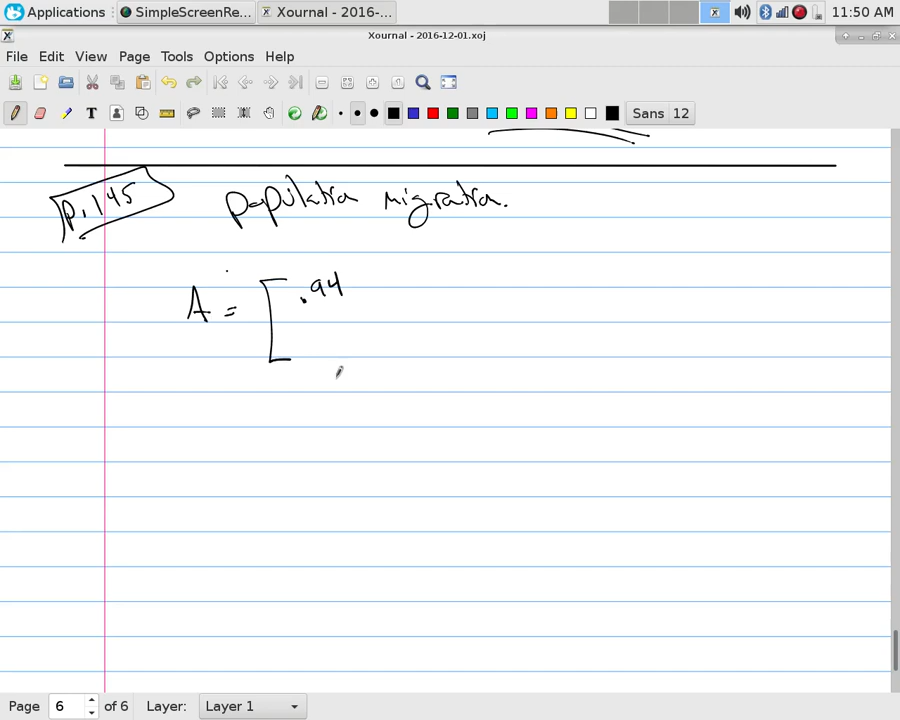 Applications SimpleScreenRe... Xournal - 2016-... 11:50 AM
Xournal - 2016-12-01.xoj
File Edit View Page Tools Options Help
T Sans 12
p.145 population migration.
A = [ .94
Page 6 of 6 Layer: Layer 1